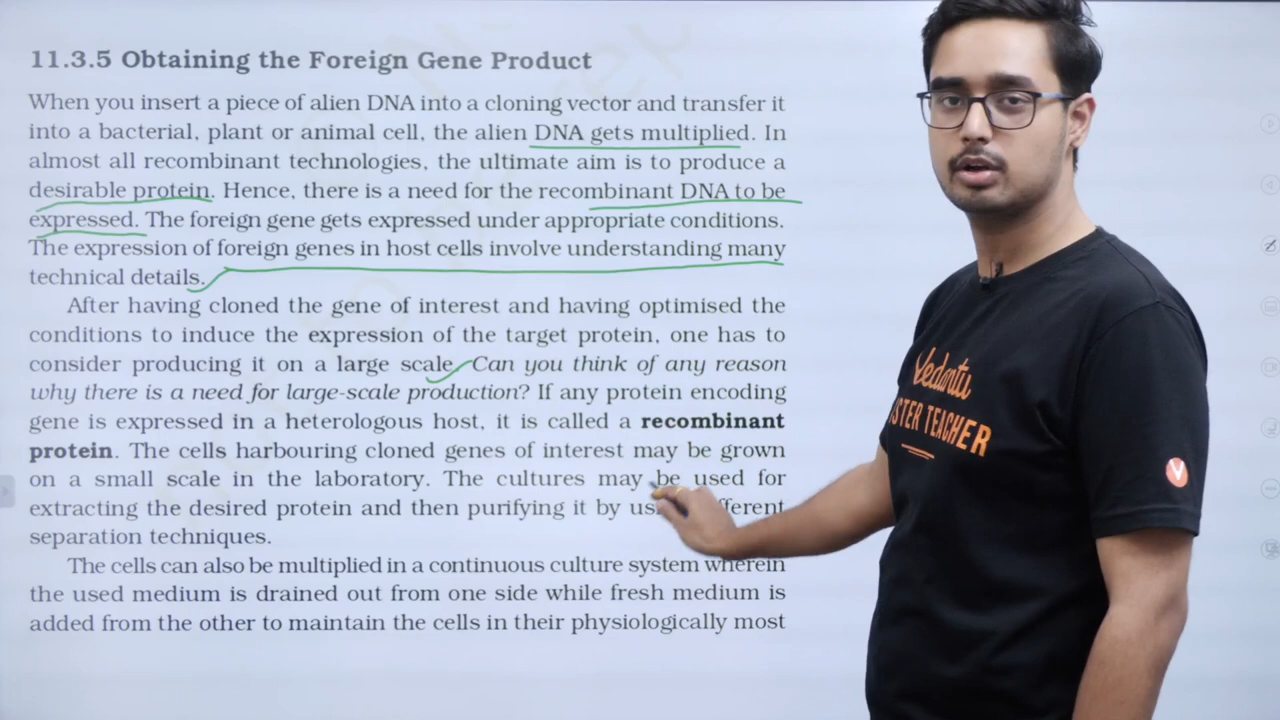 11.3.5 Obtaining the Foreign Gene Product
When you insert a piece of alien DNA into a cloning vector and transfer it
into a bacterial, plant or animal cell, the alien DNA gets multiplied. In
almost all recombinant technologies, the ultimate aim is to produce a
desirable protein. Hence, there is a need for the recombinant DNA to be
expressed. The foreign gene gets expressed under appropriate conditions.
The expression of foreign genes in host cells involve understanding many
technical details.
After having cloned the gene of interest and having optimised the
conditions to induce the expression of the target protein, one has to
consider producing it on a large scale. Can you think of any reason
why there is a need for large-scale production? If any protein encoding
gene is expressed in a heterologous host, it is called a recombinant
protein. The cells harbouring cloned genes of interest may be grown
on a small scale in the laboratory. The cultures may be used for
extracting the desired protein and then purifying it by
separation techniques.
The cells can also be multiplied in a continuous culture system wherein
the used medium is drained out from one side while fresh medium is
added from the other to maintain the cells in their physiologically most
Vedantu
TEACHER
V